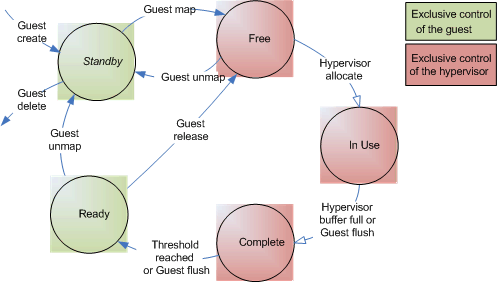 Guest map
Guest
create
Standby
Free
Exclusive control
of the guest
Exclusive control
of the hypervisor
Guest unmap
Hypervisor
allocate
Guest
delete
Guest
unmap
Guest
release
In Use
Ready
Complete
Hypervisor
buffer full or
Guest flush
Threshold
reached
or Guest flush